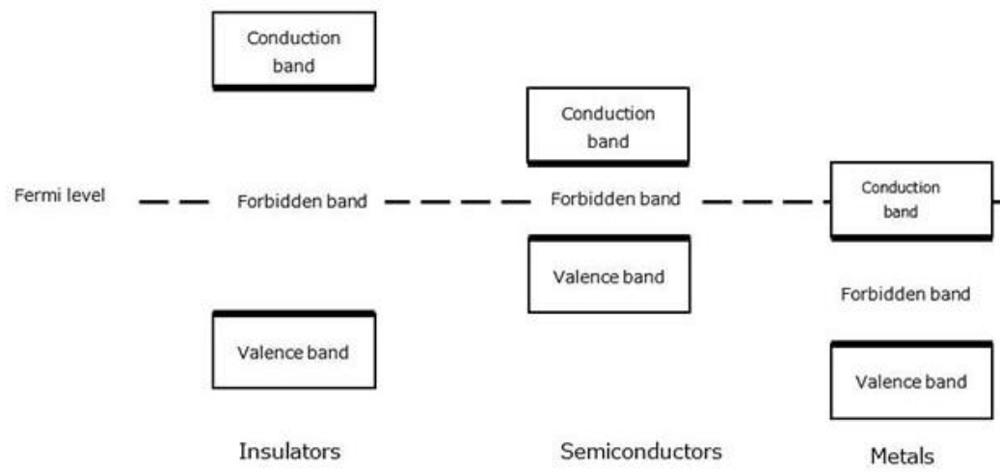 Conduction
band
Conduction
band
Fermi level
Forbidden band
Forbidden band
Conduction
band
Valence band
Forbidden band
Valence band
Valence band
Insulators
Semiconductors
Metals